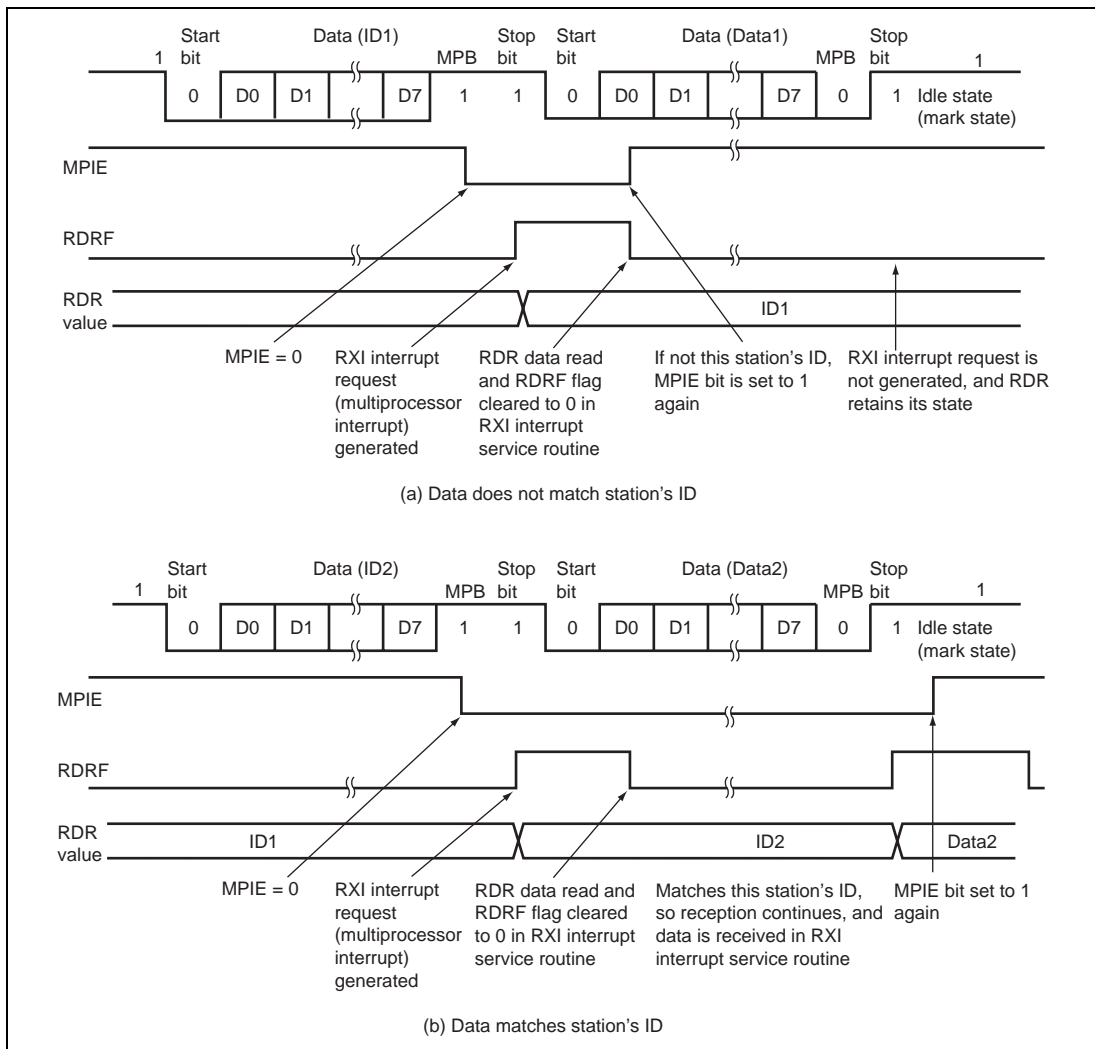 Start bit Data (ID1) MPB Stop bit Start bit Data (Data1) MPB Stop bit
1 1
0 D0 D1 D7 1 1 0 D0 D1 D7 0 1 Idle state (mark state)
MPIE
RDRF
RDR value
ID1
MPIE = 0
RXI interrupt
request
(multiprocessor
interrupt)
generated
RDR data read
and RDRF flag
cleared to 0 in
RXI interrupt
service routine
If not this station's ID,
MPIE bit is set to 1
again
RXI interrupt request is
not generated, and RDR
retains its state
(a) Data does not match station's ID
Start bit Data (ID2) MPB Stop bit Start bit Data (Data2) MPB Stop bit
1 1
0 D0 D1 D7 1 1 0 D0 D1 D7 0 1 Idle state (mark state)
MPIE
RDRF
RDR value
ID1 ID2 Data2
MPIE = 0
RXI interrupt
request
(multiprocessor
interrupt)
generated
RDR data read and
RDRF flag cleared
to 0 in RXI interrupt
service routine
Matches this station's ID,
so reception continues, and
data is received in RXI
interrupt service routine
MPIE bit set to 1
again
(b) Data matches station's ID